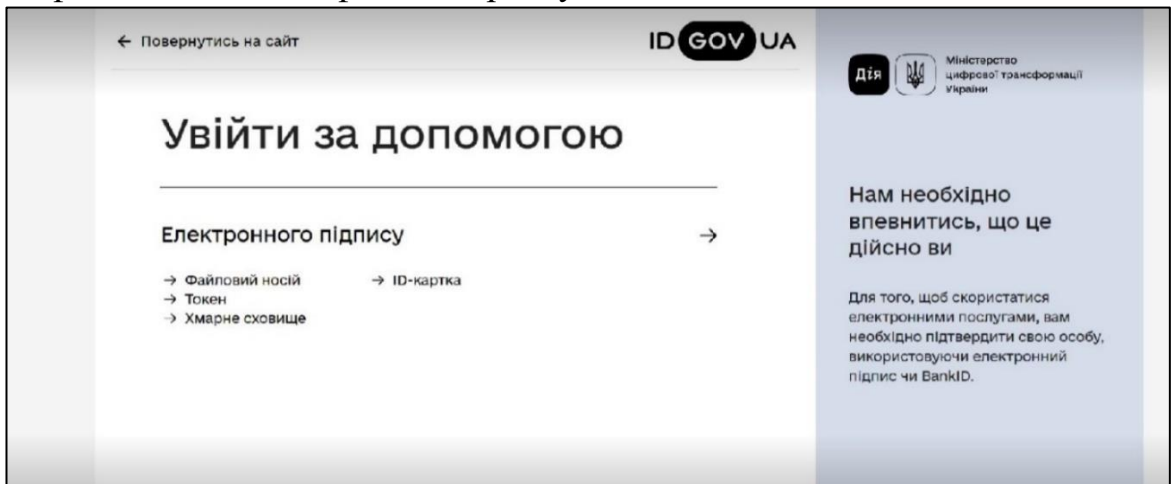 ← Повернутись на сайт
ID GOV UA
Увійти за допомогою
Електронного підпису →
→ Файловий носій → ID-картка
→ Токен
→ Хмарне сховище
Дія
Міністерство
цифрової трансформації
України
Нам необхідно
впевнитись, що це
дійсно ви
Для того, щоб скористатися
електронними послугами, вам
необхідно підтвердити свою особу,
використовуючи електронний
підпис чи BankID.